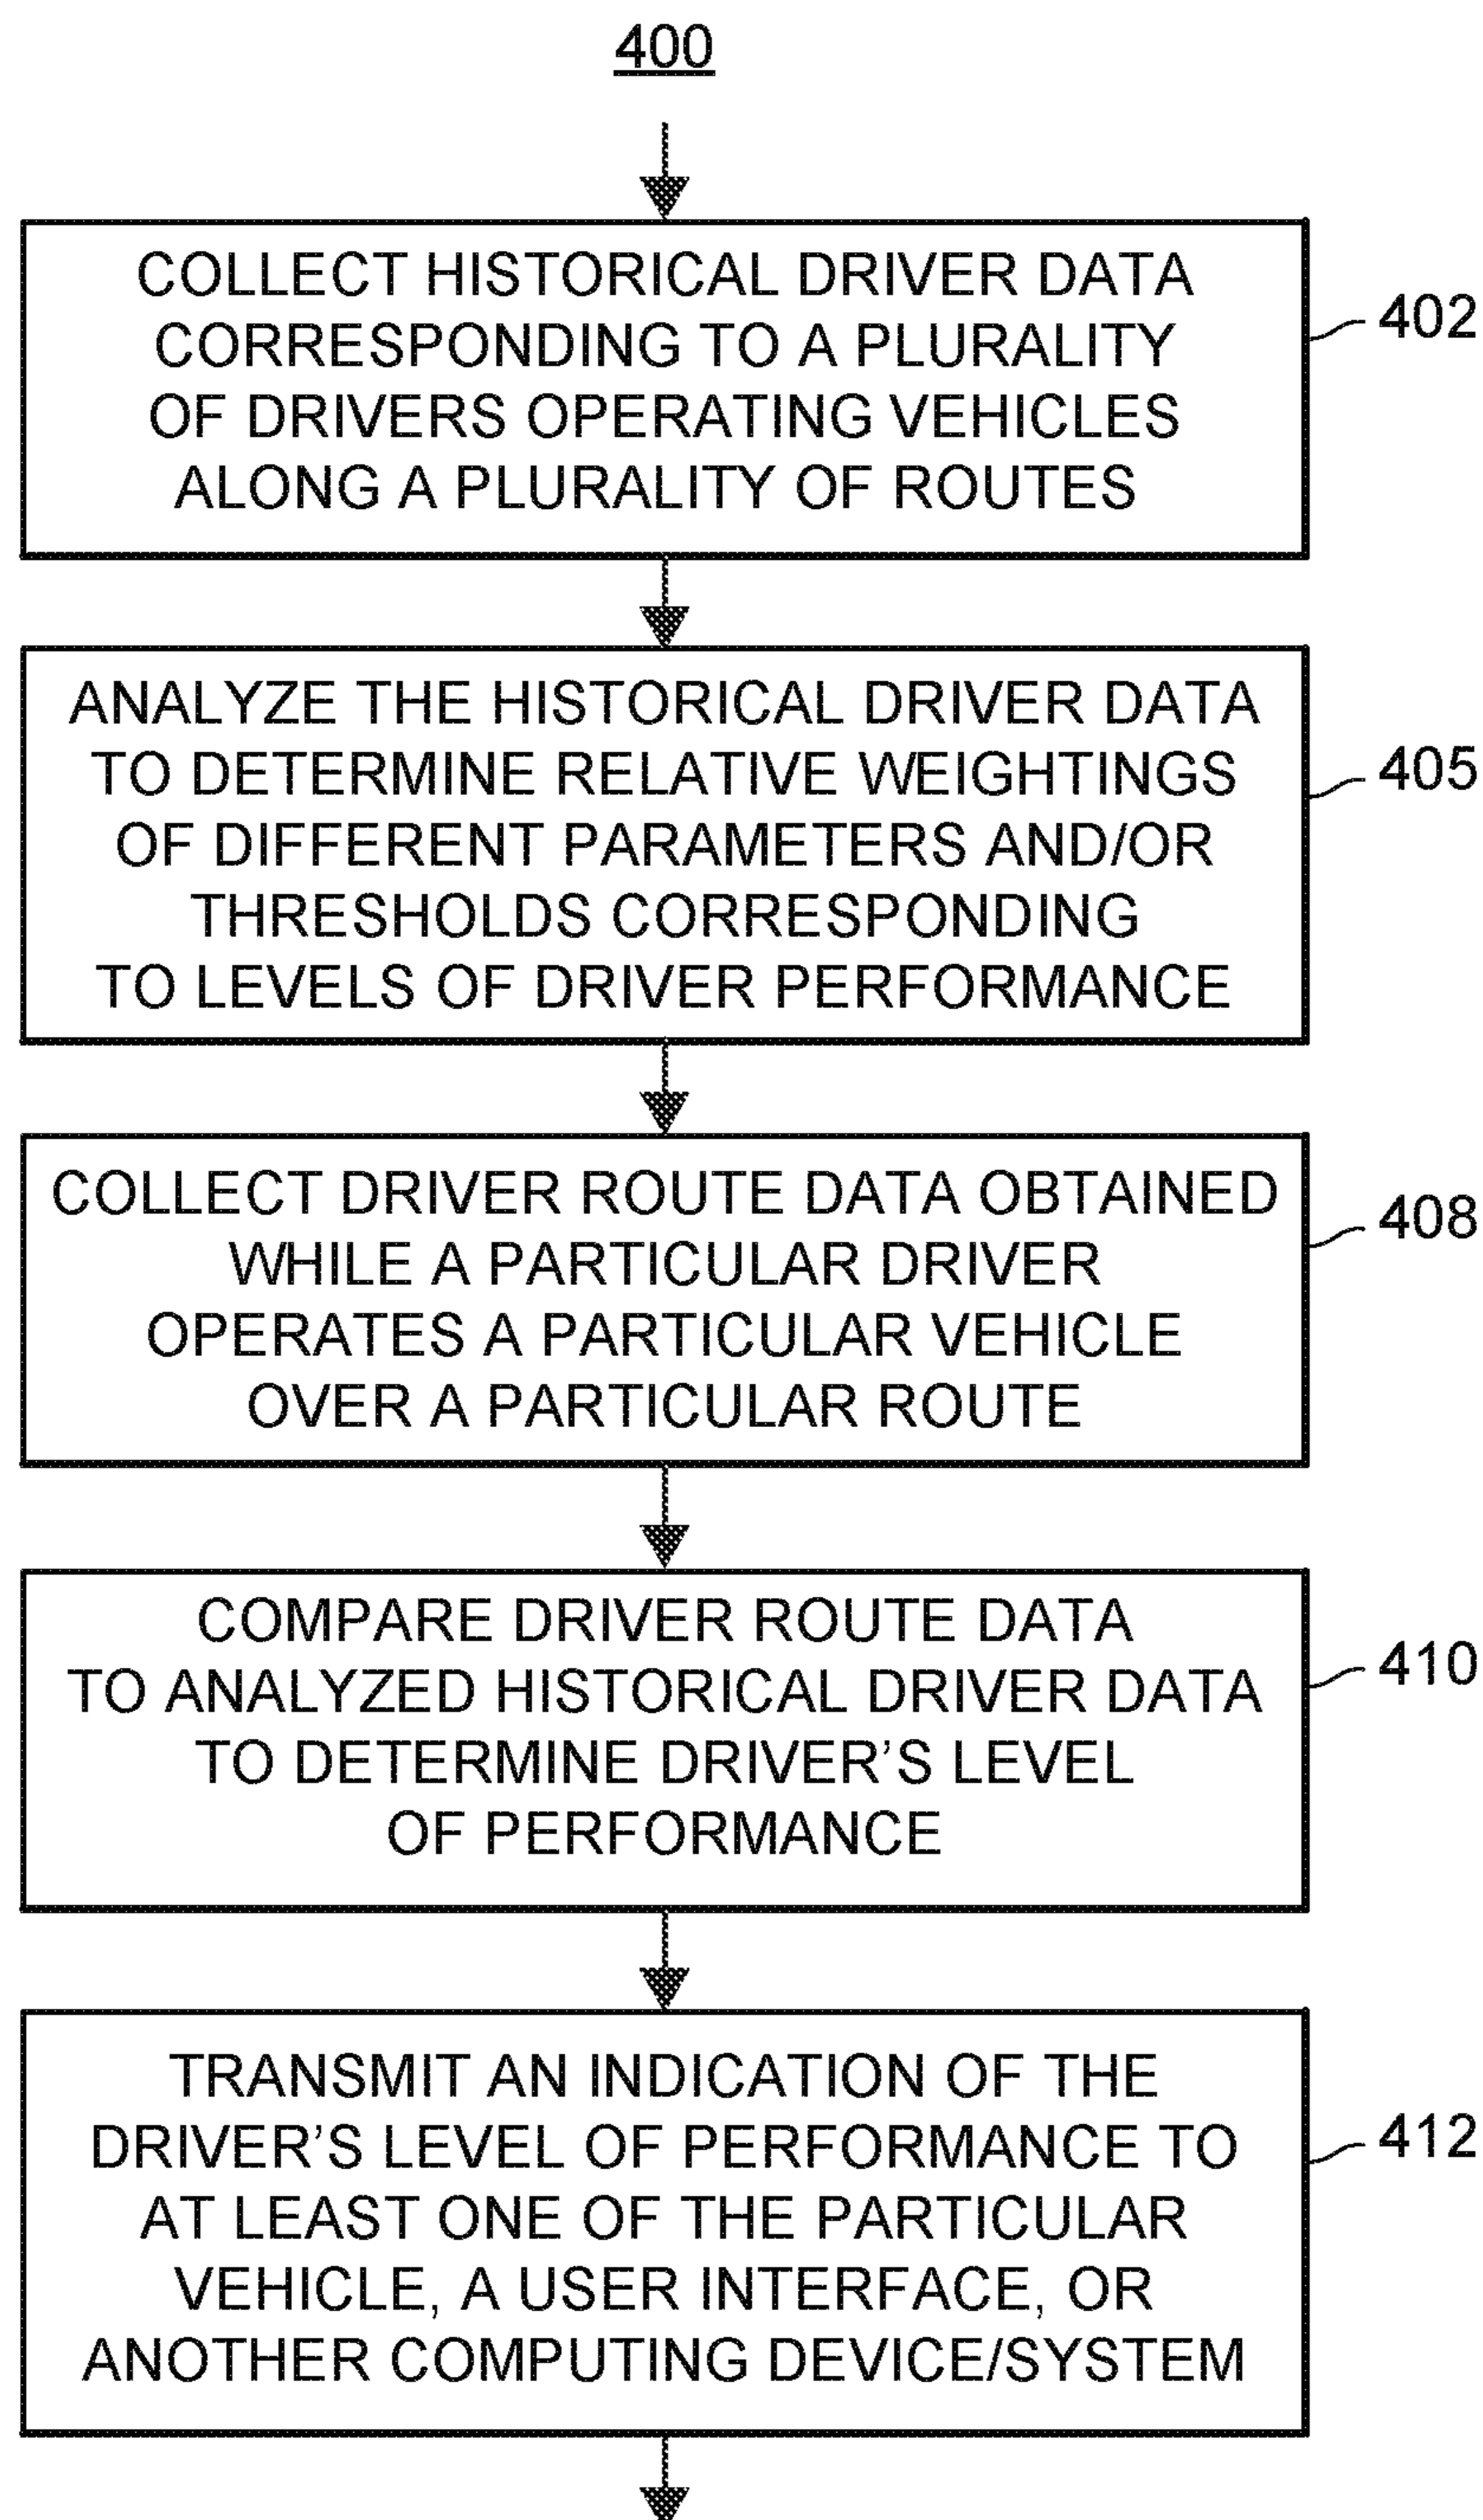 400
COLLECT HISTORICAL DRIVER DATA
CORRESPONDING TO A PLURALITY
OF DRIVERS OPERATING VEHICLES
ALONG A PLURALITY OF ROUTES
402
ANALYZE THE HISTORICAL DRIVER DATA
TO DETERMINE RELATIVE WEIGHTINGS
OF DIFFERENT PARAMETERS AND/OR
THRESHOLDS CORRESPONDING
TO LEVELS OF DRIVER PERFORMANCE
405
COLLECT DRIVER ROUTE DATA OBTAINED
WHILE A PARTICULAR DRIVER
OPERATES A PARTICULAR VEHICLE
OVER A PARTICULAR ROUTE
408
COMPARE DRIVER ROUTE DATA
TO ANALYZED HISTORICAL DRIVER DATA
TO DETERMINE DRIVER’S LEVEL
OF PERFORMANCE
410
TRANSMIT AN INDICATION OF THE
DRIVER’S LEVEL OF PERFORMANCE TO
AT LEAST ONE OF THE PARTICULAR
VEHICLE, A USER INTERFACE, OR
ANOTHER COMPUTING DEVICE/SYSTEM
412